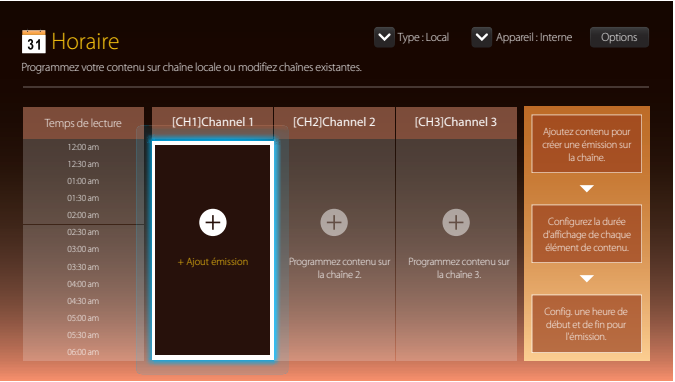 31 Horaire
Type : Local
Appareil : Interne
Options
Programmez votre contenu sur chaîne locale ou modifiez chaînes existantes.
Temps de lecture
[CH1]Channel 1
[CH2]Channel 2
[CH3]Channel 3
12:00 am
12:30 am
01:00 am
01:30 am
02:00 am
02:30 am
03:00 am
03:30 am
04:00 am
04:30 am
05:00 am
05:30 am
06:00 am
+ Ajout émission
Programmez contenu sur
la chaîne 2.
Programmez contenu sur
la chaîne 3.
Ajoutez contenu pour
créer une émission sur
la chaîne.
Configurez la durée
d'affichage de chaque
élément de contenu.
Config. une heure de
début et de fin pour
l'émission.